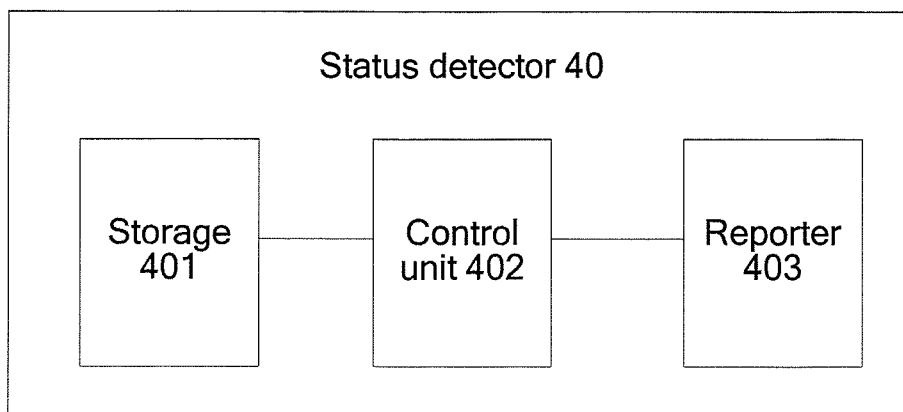 Status detector 40
Storage
401
Control
unit 402
Reporter
403